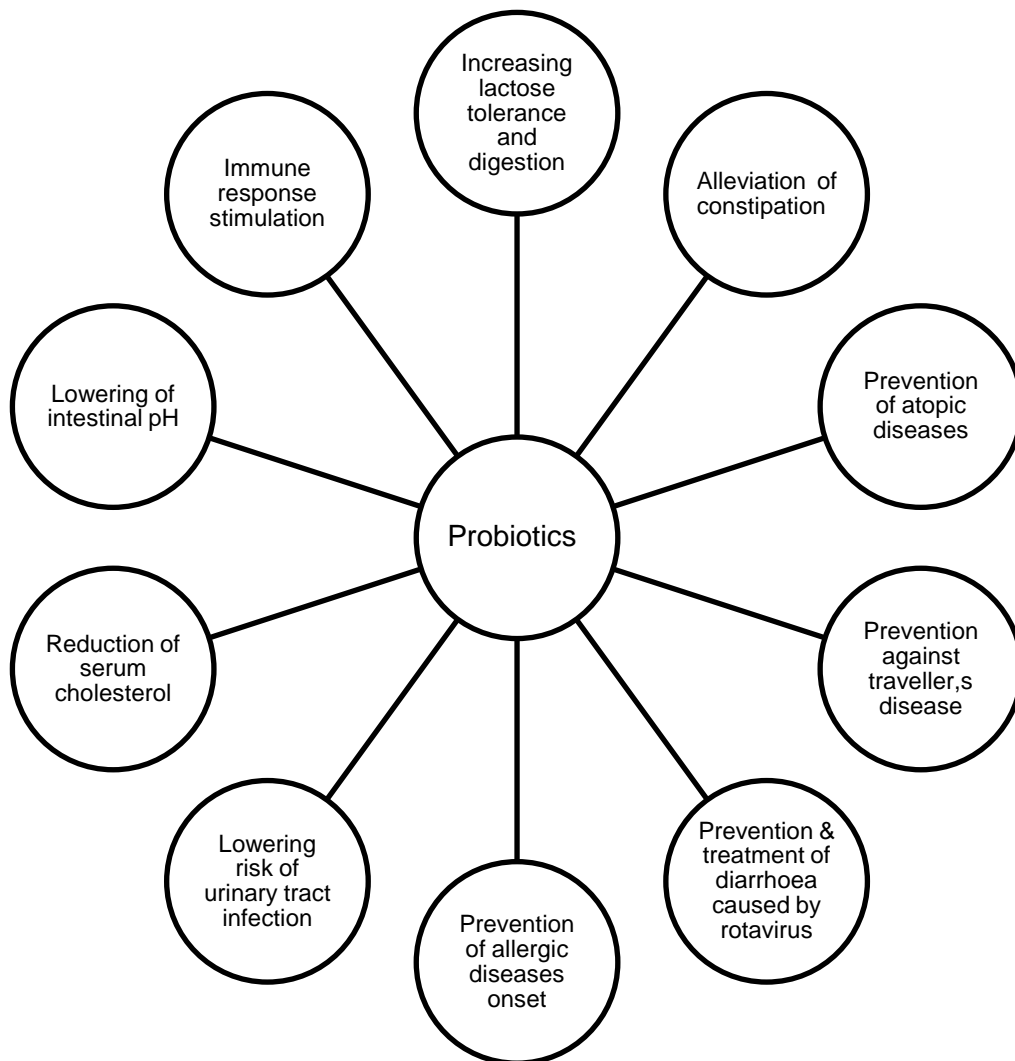 Increasing
lactose
tolerance
and
digestion
Alleviation of
constipation
Prevention
of atopic
diseases
Prevention
against
traveller,s
disease
Prevention &
treatment of
diarrhoea
caused by
rotavirus
Prevention
of allergic
diseases
onset
Lowering
risk of
urinary tract
infection
Reduction of
serum
cholesterol
Lowering of
intestinal pH
Immune
response
stimulation
Probiotics